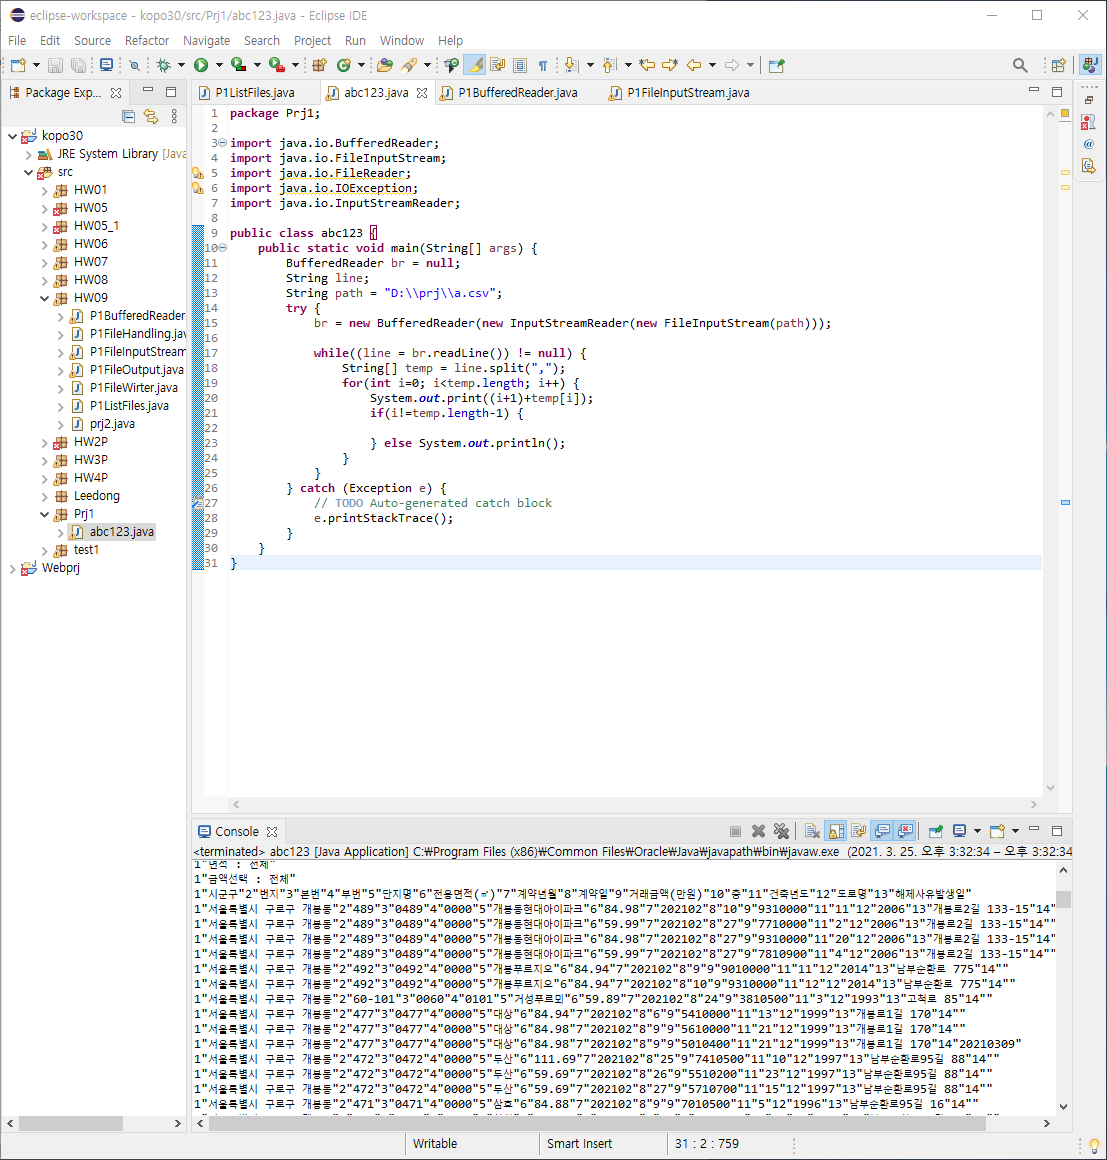 eclipse-workspace - kopo30/src/Prj1/abc123.java - Eclipse IDE
File Edit Source Refactor Navigate Search Project Run Window Help
Package Exp...
kopo30
JRE System Library [Java
src
HW01
HW05
HW05_1
HW06
HW07
HW08
HW09
P1BufferedReader
P1FileHandling.jav
P1FileInputStream
P1FileOutput.java
P1FileWirter.java
P1ListFiles.java
prj2.java
HW2P
HW3P
HW4P
Leedong
Prj1
abc123.java
test1
Webprj
P1ListFiles.java abc123.java P1BufferedReader.java P1FileInputStream.java
1 package Prj1;
2
3 import java.io.BufferedReader;
4 import java.io.FileInputStream;
5 import java.io.FileReader;
6 import java.io.IOException;
7 import java.io.InputStreamReader;
8
9 public class abc123 {
10 public static void main(String[] args) {
11 BufferedReader br = null;
12 String line;
13 String path = "D:\\prj\\a.csv";
14 try {
15 br = new BufferedReader(new InputStreamReader(new FileInputStream(path)));
16
17 while((line = br.readLine()) != null) {
18 String[] temp = line.split(",");
19 for(int i=0; i<temp.length; i++) {
20 System.out.print((i+1)+temp[i]);
21 if(i!=temp.length-1) {
22
23 } else System.out.println();
24 }
25 }
26 } catch (Exception e) {
27 // TODO Auto-generated catch block
28 e.printStackTrace();
29 }
30 }
31 }
Console
<terminated> abc123 [Java Application] C:₩Program Files (x86)₩Common Files₩Oracle₩Java₩javapath₩bin₩javaw.exe (2021. 3. 25. 오후 3:32:34 – 오후 3:32:34
1"면적 : 전체"
1"금액선택 : 전체"
1"시군구"2"번지"3"본번"4"부번"5"단지명"6"전용면적(㎡)"7"계약년월"8"계약일"9"거래금액(만원)"10"층"11"건축년도"12"도로명"13"해제사유발생일"
1"서울특별시 구로구 개봉동"2"489"3"0489"4"0000"5"개봉동현대아이파크"6"84.98"7"202102"8"10"9"9310000"11"11"12"2006"13"개봉로2길 133-15"14""
1"서울특별시 구로구 개봉동"2"489"3"0489"4"0000"5"개봉동현대아이파크"6"59.99"7"202102"8"27"9"7710000"11"2"12"2006"13"개봉로2길 133-15"14""
1"서울특별시 구로구 개봉동"2"489"3"0489"4"0000"5"개봉동현대아이파크"6"84.98"7"202102"8"27"9"9310000"11"20"12"2006"13"개봉로2길 133-15"14"
1"서울특별시 구로구 개봉동"2"489"3"0489"4"0000"5"개봉동현대아이파크"6"59.99"7"202102"8"27"9"7810900"11"4"12"2006"13"개봉로2길 133-15"14""
1"서울특별시 구로구 개봉동"2"492"3"0492"4"0000"5"개봉푸르지오"6"84.94"7"202102"8"9"9"9010000"11"11"12"2014"13"남부순환로 775"14""
1"서울특별시 구로구 개봉동"2"492"3"0492"4"0000"5"개봉푸르지오"6"84.94"7"202102"8"10"9"9310000"11"12"12"2014"13"남부순환로 775"14""
1"서울특별시 구로구 개봉동"2"60-101"3"0060"4"0101"5"거성푸르뫼"6"59.89"7"202102"8"24"9"3810500"11"3"12"1993"13"고척로 85"14""
1"서울특별시 구로구 개봉동"2"477"3"0477"4"0000"5"대상"6"84.94"7"202102"8"6"9"5410000"11"13"12"1999"13"개봉로1길 170"14""
1"서울특별시 구로구 개봉동"2"477"3"0477"4"0000"5"대상"6"84.98"7"202102"8"9"9"5610000"11"21"12"1999"13"개봉로1길 170"14""
1"서울특별시 구로구 개봉동"2"477"3"0477"4"0000"5"대상"6"84.98"7"202102"8"9"9"5010400"11"21"12"1999"13"개봉로1길 170"14"20210309"
1"서울특별시 구로구 개봉동"2"472"3"0472"4"0000"5"두산"6"111.69"7"202102"8"25"9"7410500"11"10"12"1997"13"남부순환로95길 88"14""
1"서울특별시 구로구 개봉동"2"472"3"0472"4"0000"5"두산"6"59.69"7"202102"8"26"9"5510200"11"23"12"1997"13"남부순환로95길 88"14""
1"서울특별시 구로구 개봉동"2"472"3"0472"4"0000"5"두산"6"59.69"7"202102"8"27"9"5710700"11"15"12"1997"13"남부순환로95길 88"14""
1"서울특별시 구로구 개봉동"2"471"3"0471"4"0000"5"삼호"6"84.88"7"202102"8"9"9"7010500"11"5"12"1996"13"남부순환로95길 16"14""
Writable Smart Insert 31 : 2 : 759